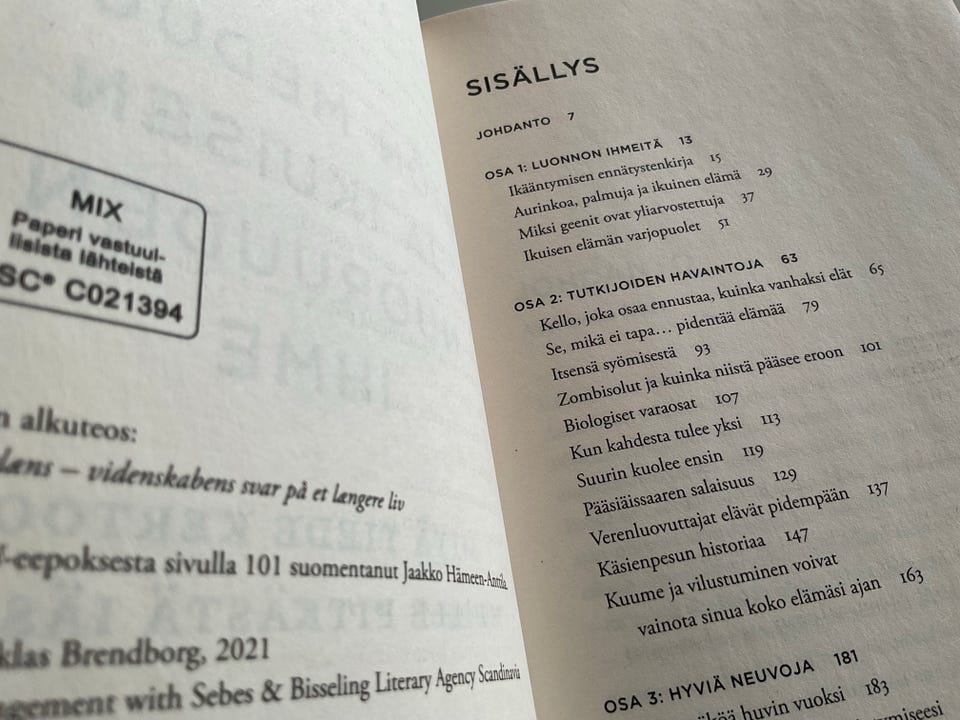 MIX
Paperi vastuul-
lisista lähteistä
SC® C021394
alkuteos:
– videnskabens svar på et længere liv
-eepoksesta sivulla 101 suomentanut Jaakko Hämeen-Anttila
klas Brendborg, 2021
ngement with Sebes & Bisseling Literary Agency Scandinavia
SISÄLLYS
JOHDANTO 7
OSA 1: LUONNON IHMEITÄ 13
Ikääntymisen ennätystenkirja 15
Aurinkoa, palmuja ja ikuinen elämä 29
Miksi geenit ovat yliarvostettuja 37
Ikuisen elämän varjopuolet 51
OSA 2: TUTKIJOIDEN HAVAINTOJA 63
Kello, joka osaa ennustaa, kuinka vanhaksi elät 65
Se, mikä ei tapa... pidentää elämää 79
Itsensä syömisestä 93
Zombisolut ja kuinka niistä pääsee eroon 101
Biologiset varaosat 107
Kun kahdesta tulee yksi 113
Suurin kuolee ensin 119
Pääsiäissaaren salaisuus 129
Verenluovuttajat elävät pidempään 137
Käsienpesun historiaa 147
Kuume ja vilustuminen voivat
vainota sinua koko elämäsi ajan 163
OSA 3: HYVIÄ NEUVOJA 181
huvin vuoksi 183